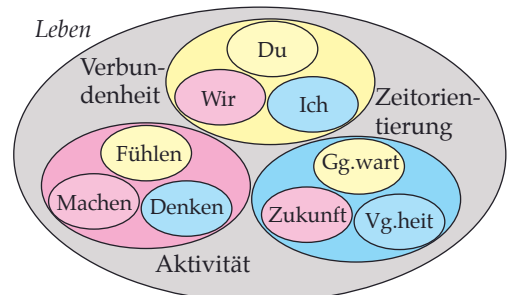 Leben
Du
Verbun-
denheit
Wir
Ich
Zeitorien-
tierung
Fühlen
Machen
Denken
Gg.wart
Zukunft
Vg.heit
Aktivität